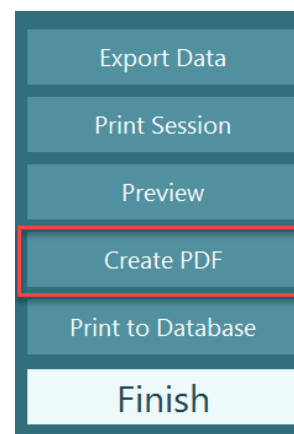 Export Data
Print Session
Preview
Create PDF
Print to Database
Finish